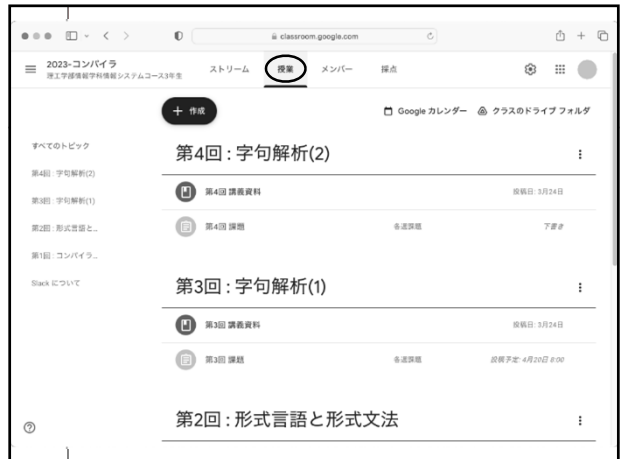 classroom.google.com
2023-コンパイラ
理工学部情報学科情報システムコース3年生
ストリーム 授業 メンバー 採点
+ 作成
Google カレンダー クラスのドライブ フォルダ
すべてのトピック
第4回 : 字句解析(2)
第3回 : 字句解析(1)
第2回 : 形式言語と...
第1回 : コンパイラ...
Slack について
第4回 : 字句解析(2)
第4回 講義資料 投稿日: 3月24日
第4回 課題 各週課題 下書き
第3回 : 字句解析(1)
第3回 講義資料 投稿日: 3月24日
第3回 課題 各週課題 投稿予定: 4月20日 8:00
第2回 : 形式言語と形式文法